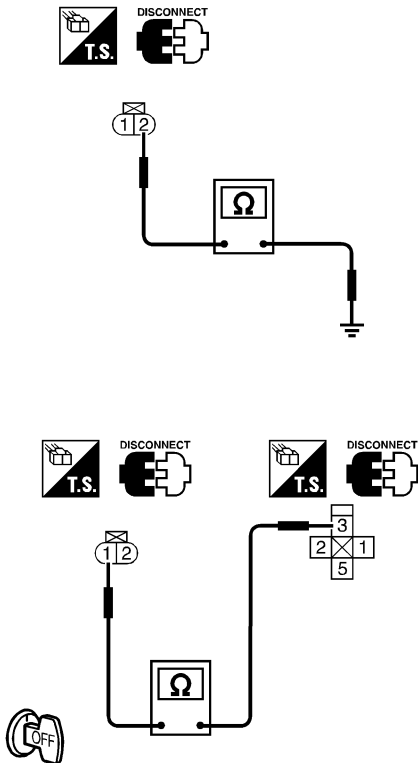 DISCONNECT
T.S.
1 2
Ω
DISCONNECT
DISCONNECT
T.S.
T.S.
3
2 1
5
1 2
Ω
OFF